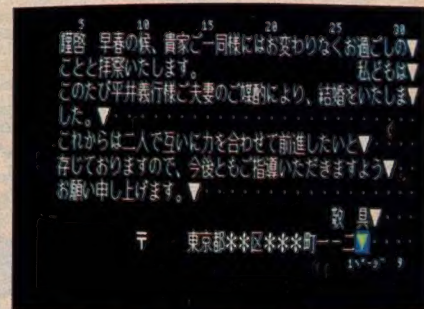 5 10 15 20 25 30
謹啓 早春の候、貴家ご一同様にはお変わりなくお過ごしの▼
ことと拝察いたします。 私どもは▼
このたび平井義行様ご夫妻のご媒酌により、結婚をいたしま▼
した。▼
これからは二人で互いに力を合わせて前進したいと▼
存じておりますので、今後ともご指導いただきますよう▼
お願い申し上げます。▼
敬 具▼
〒 東京都**区***町一ー二▼
1ページ 9